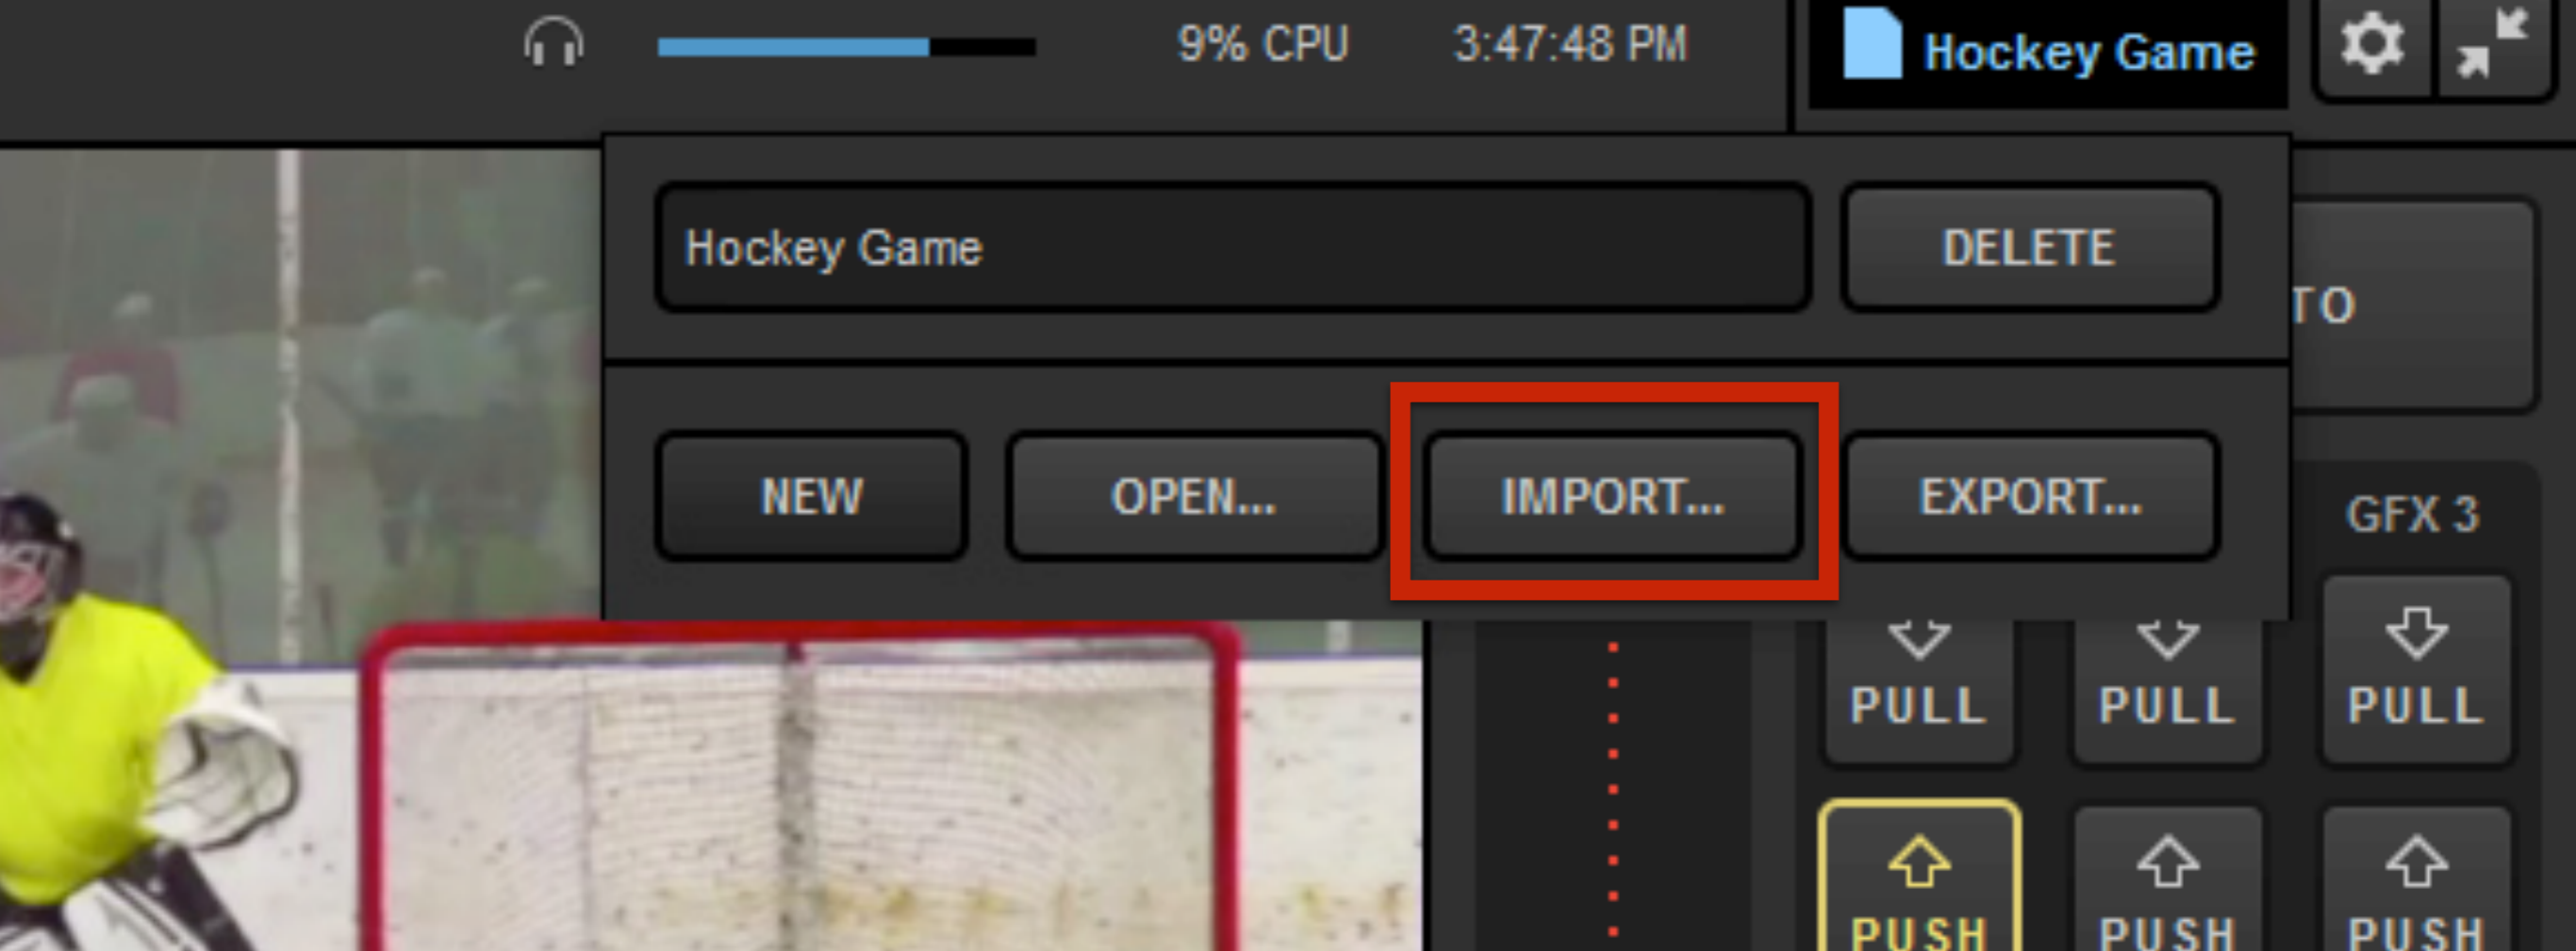 9% CPU
3:47:48 PM
Hockey Game
Hockey Game
DELETE
TO
NEW
OPEN...
IMPORT...
EXPORT...
GFX 3
PULL
PULL
PULL
PUSH
PUSH
PUSH